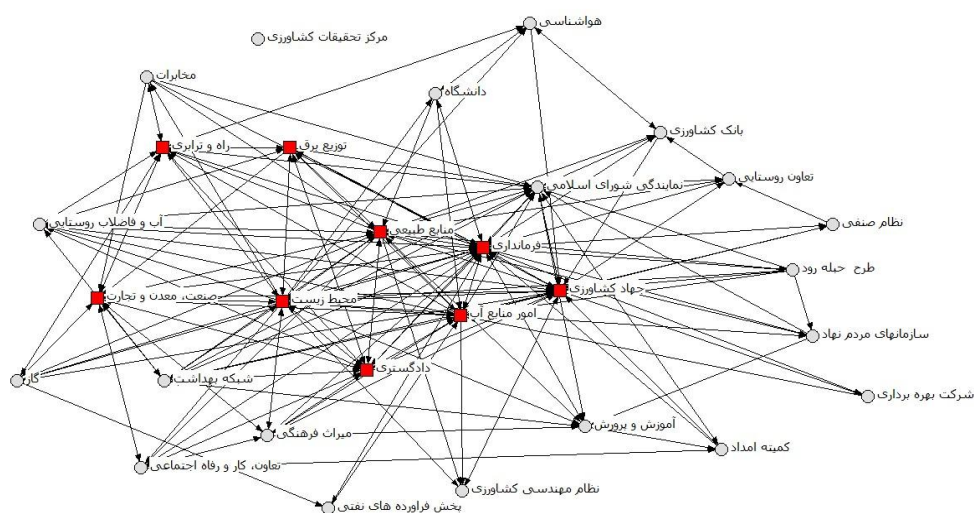 هواشناسی
مرکز تحقیقات کشاورزی
مخابرات
دانشگاه
بانک کشاورزی
راه و ترابری
توزیع برق
تعاون روستایی
نمایندگی شورای اسلامی
آب و فاضلاب روستایی
منابع طبیعی
نظام صنفی
فرمانداری
طرح حبله رود
جهاد کشاورزی
صنعت، معدن و تجارت
محیط زیست
امور منابع آب
سازمانهای مردم نهاد
دادگستری
گاز
شبکه بهداشت
شرکت بهره برداری
آموزش و پرورش
میراث فرهنگی
کمیته امداد
تعاون، کار و رفاه اجتماعی
نظام مهندسی کشاورزی
پخش فراورده های نفتی